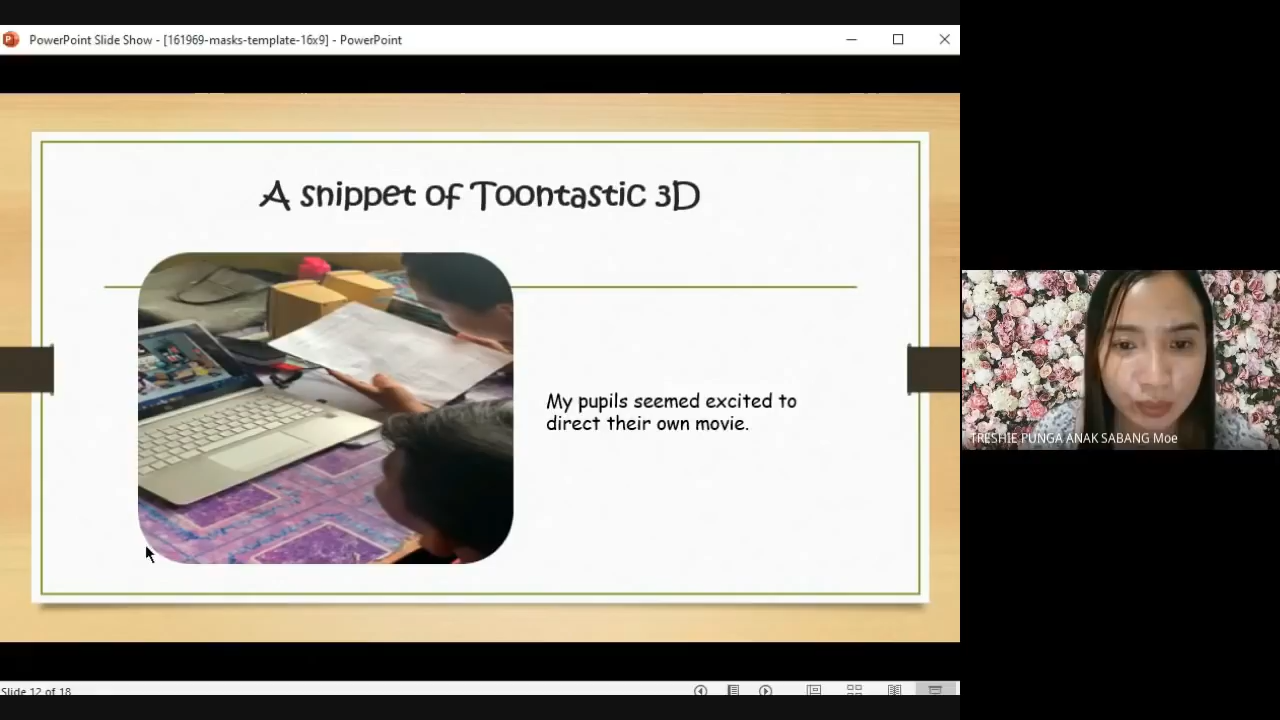 PowerPoint Slide Show - [161969-masks-template-16x9] - PowerPoint
A snippet of Toontastic 3D
My pupils seemed excited to
direct their own movie.
TRESHIE PUNGA ANAK SABANG Moe
Slide 12 of 18